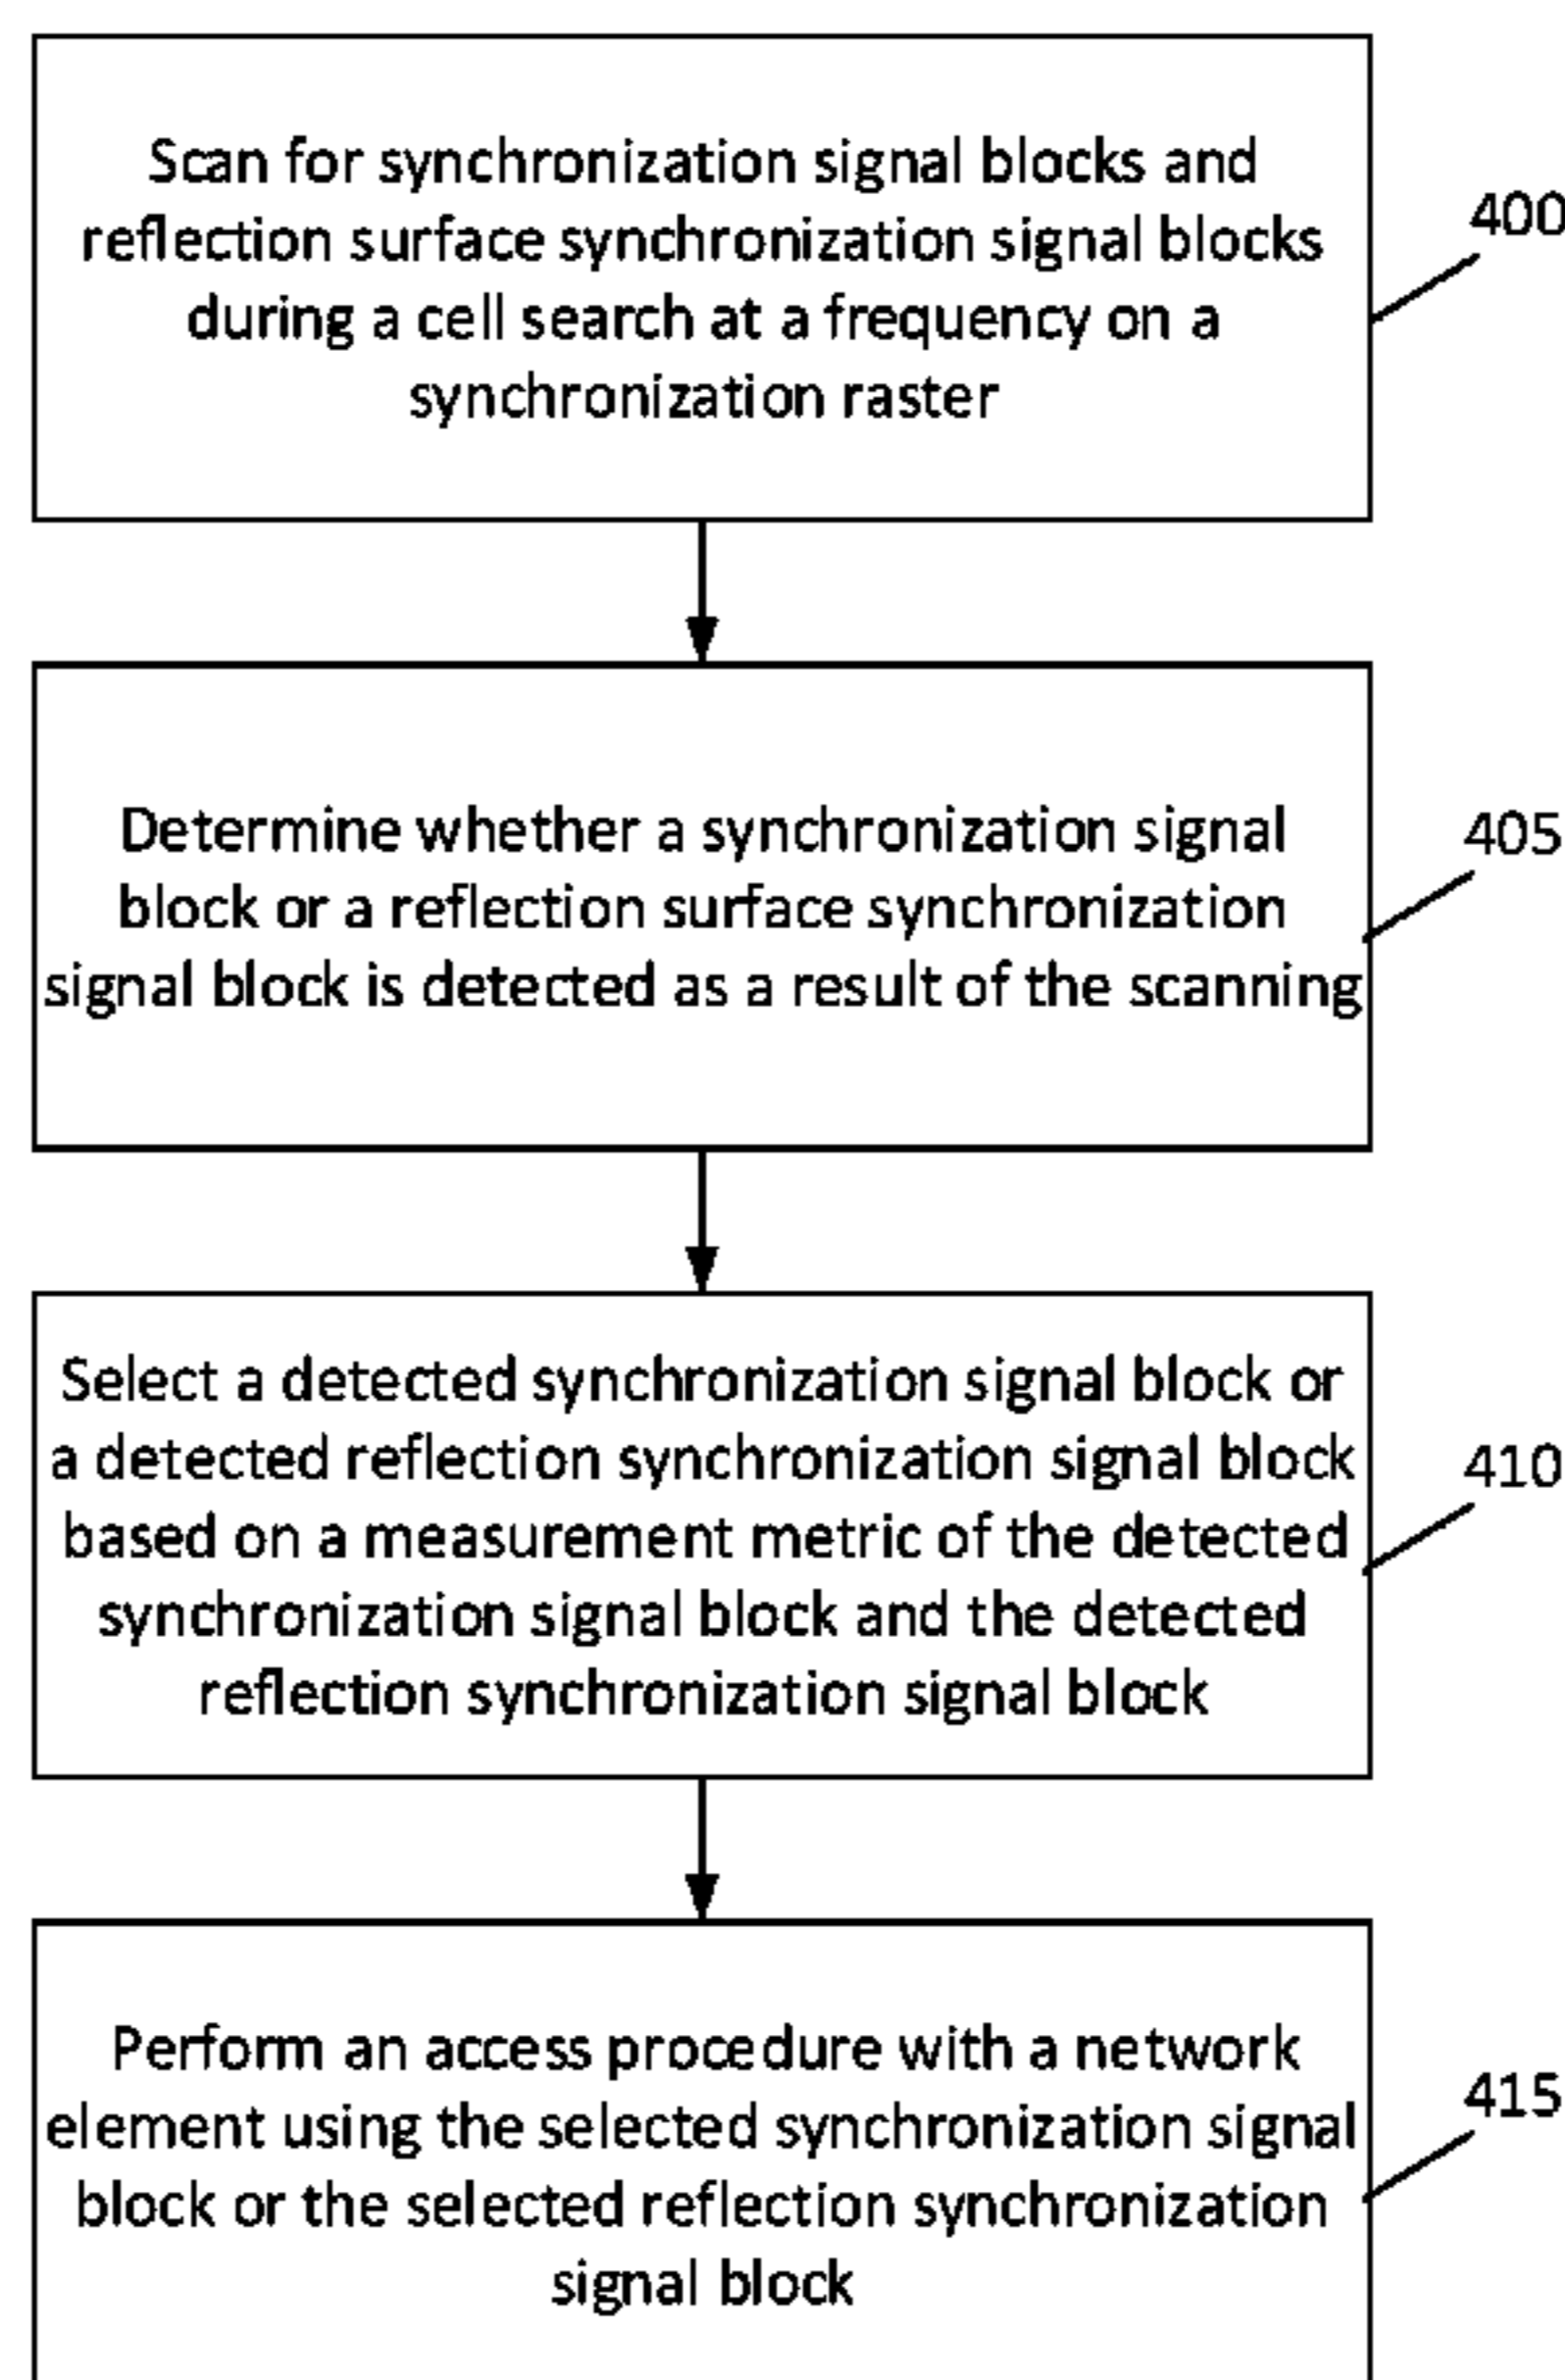 Scan for synchronization signal blocks and
reflection surface synchronization signal blocks
during a cell search at a frequency on a
synchronization raster
400
Determine whether a synchronization signal
block or a reflection surface synchronization
signal block is detected as a result of the scanning
405
Select a detected synchronization signal block or
a detected reflection synchronization signal block
based on a measurement metric of the detected
synchronization signal block and the detected
reflection synchronization signal block
410
Perform an access procedure with a network
element using the selected synchronization signal
block or the selected reflection synchronization
signal block
415